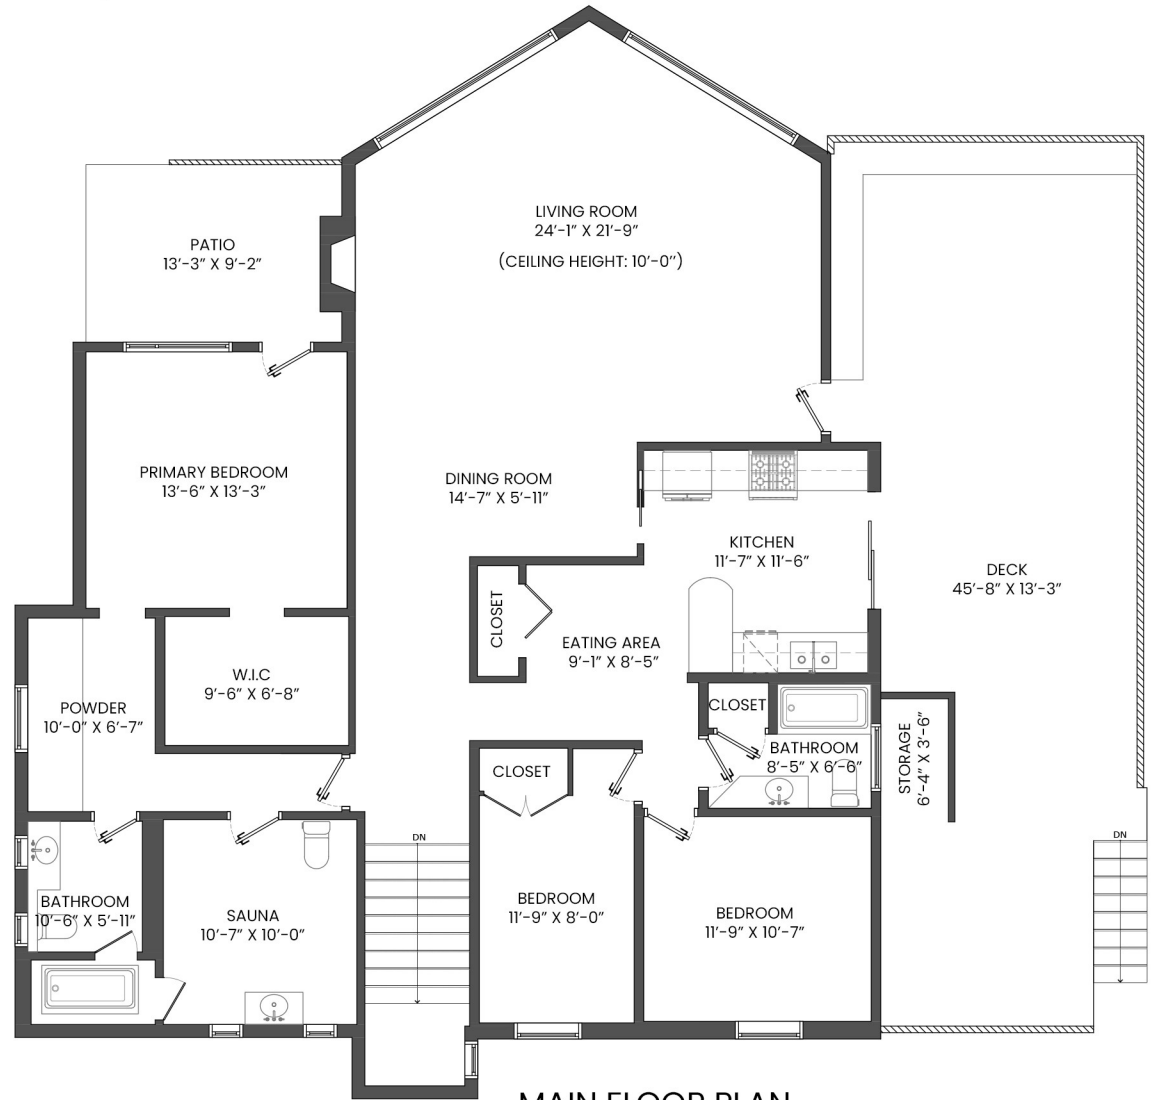 LIVING ROOM
24'-1" X 21'-9"
(CEILING HEIGHT: 10'-0'')
PATIO
13'-3" X 9'-2"
PRIMARY BEDROOM
13'-6" X 13'-3"
DINING ROOM
14'-7" X 5'-11"
KITCHEN
11'-7" X 11'-6"
DECK
45'-8" X 13'-3"
CLOSET
EATING AREA
9'-1" X 8'-5"
W.I.C
9'-6" X 6'-8"
POWDER
10'-0" X 6'-7"
CLOSET
BATHROOM
8'-5" X 6'-6"
STORAGE
6'-4" X 3'-6"
CLOSET
DN
DN
BATHROOM
10'-6" X 5'-11"
SAUNA
10'-7" X 10'-0"
BEDROOM
11'-9" X 8'-0"
BEDROOM
11'-9" X 10'-7"
MAIN FLOOR PLAN